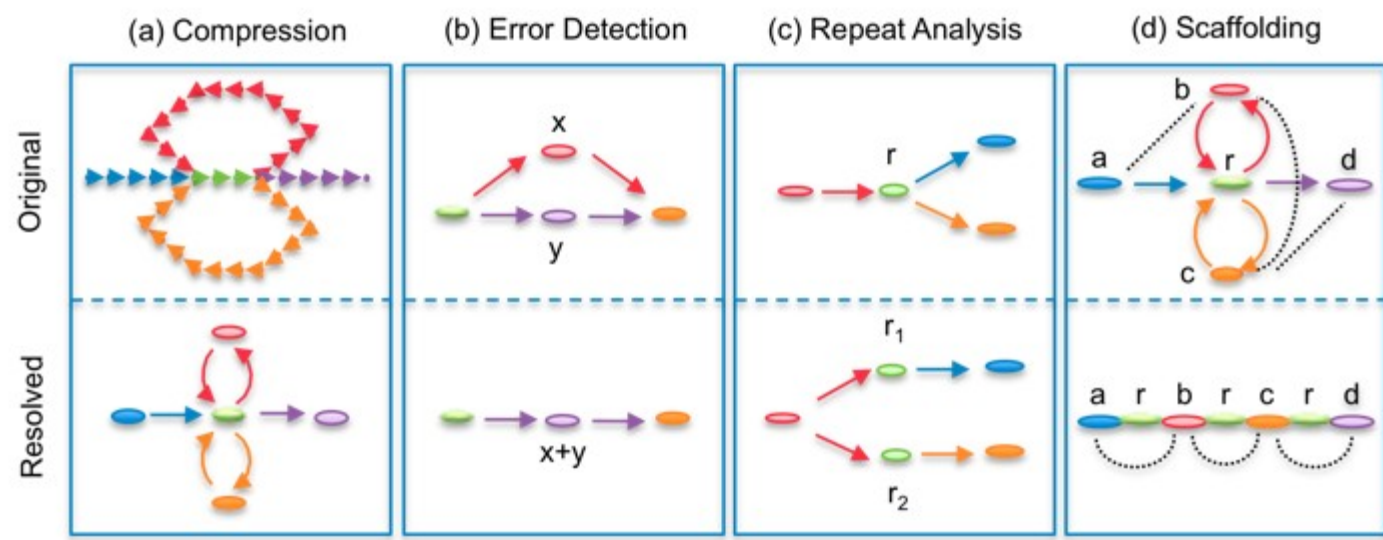 (a) Compression
(b) Error Detection
(c) Repeat Analysis
(d) Scaffolding
Original
x
y
r
b
a
r
d
c
Resolved
x+y
r₁
r₂
a r b r c r d